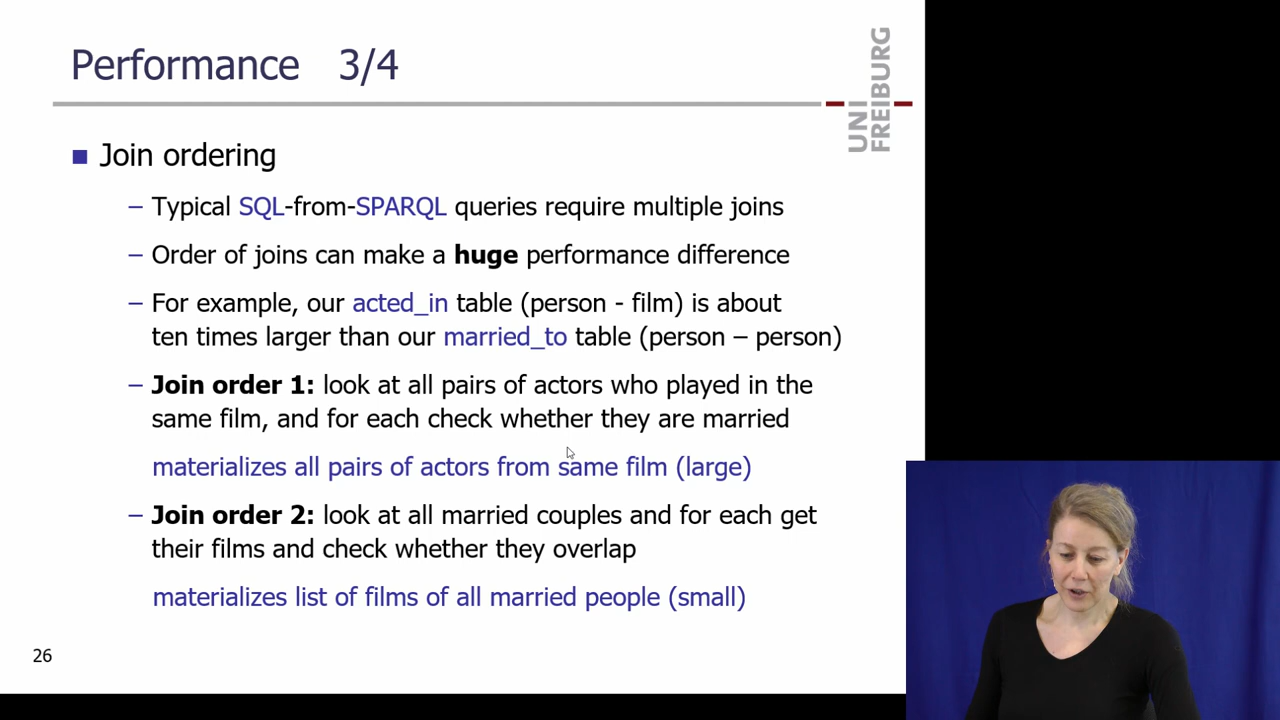 Performance 3/4
UNI
FREIBURG
Join ordering
– Typical SQL-from-SPARQL queries require multiple joins
– Order of joins can make a huge performance difference
– For example, our acted_in table (person - film) is about
ten times larger than our married_to table (person – person)
– Join order 1: look at all pairs of actors who played in the
same film, and for each check whether they are married
materializes all pairs of actors from same film (large)
– Join order 2: look at all married couples and for each get
their films and check whether they overlap
materializes list of films of all married people (small)
26